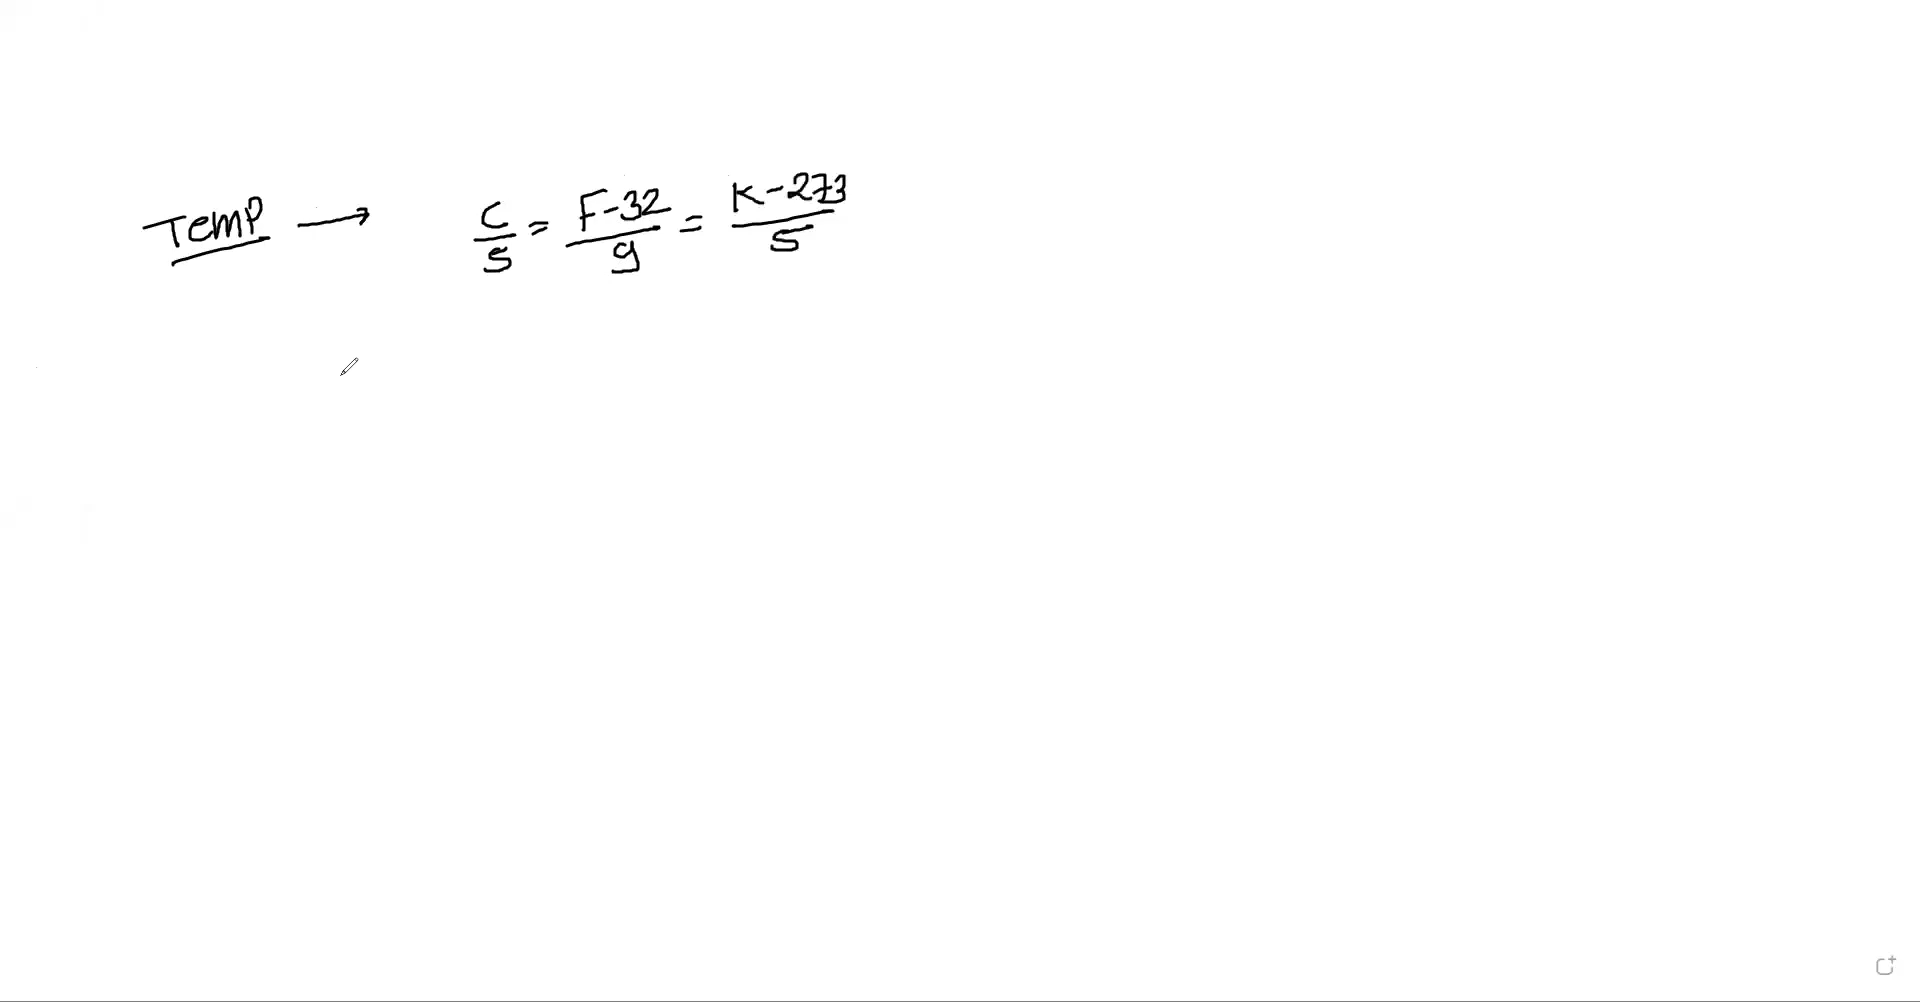 Temp → C/5 = F-32/9 = K-273/5